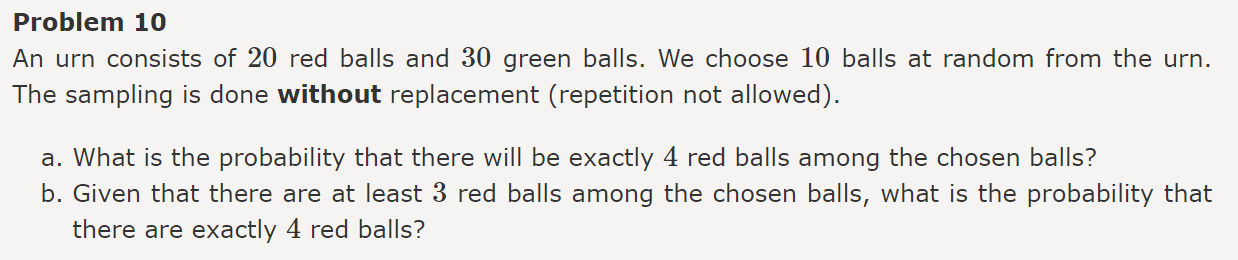 Problem 10
An urn consists of 20 red balls and 30 green balls. We choose 10 balls at random from the urn.
The sampling is done without replacement (repetition not allowed).
a. What is the probability that there will be exactly 4 red balls among the chosen balls?
b. Given that there are at least 3 red balls among the chosen balls, what is the probability that
there are exactly 4 red balls?